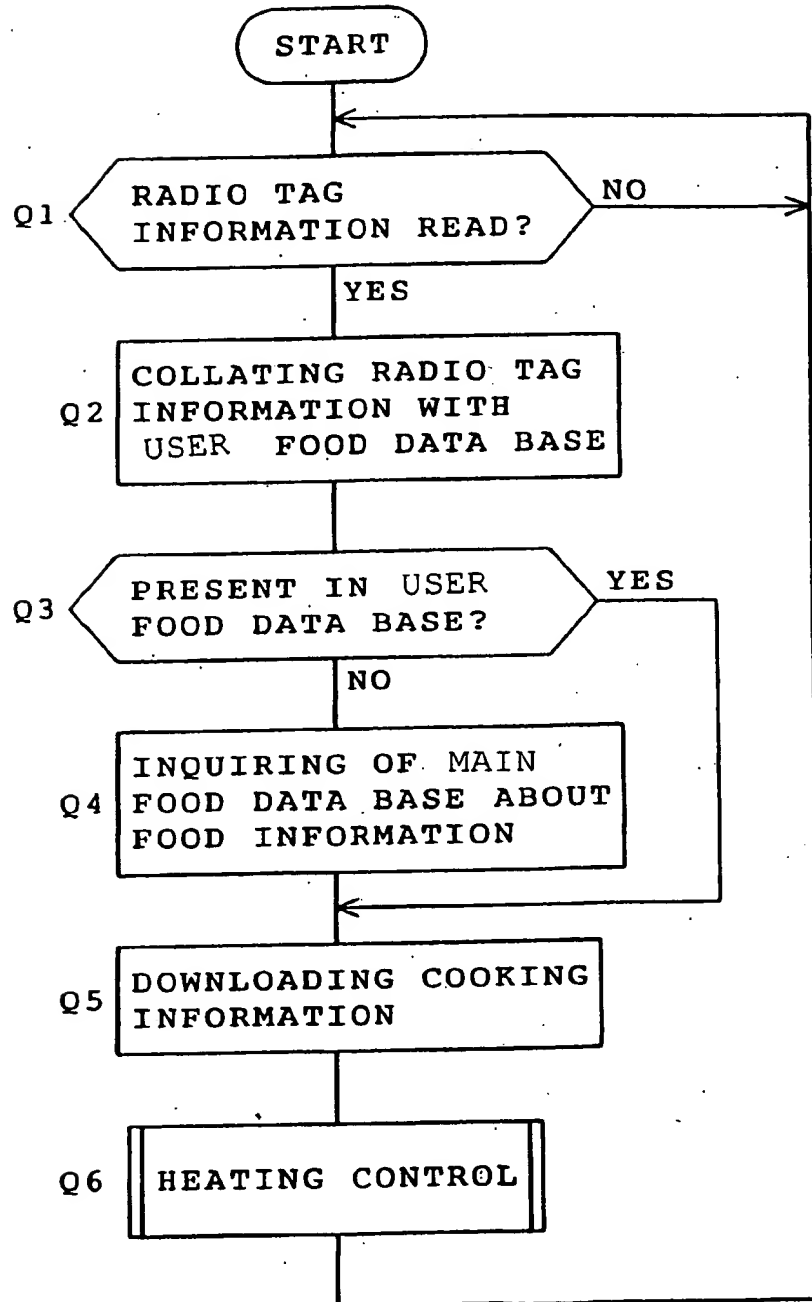 START
Q1
RADIO TAG
INFORMATION READ?
NO
YES
Q2
COLLATING RADIO TAG
INFORMATION WITH
USER FOOD DATA BASE
Q3
PRESENT IN USER
FOOD DATA BASE?
YES
NO
Q4
INQUIRING OF MAIN
FOOD DATA BASE ABOUT
FOOD INFORMATION
Q5
DOWNLOADING COOKING
INFORMATION
Q6
HEATING CONTROL